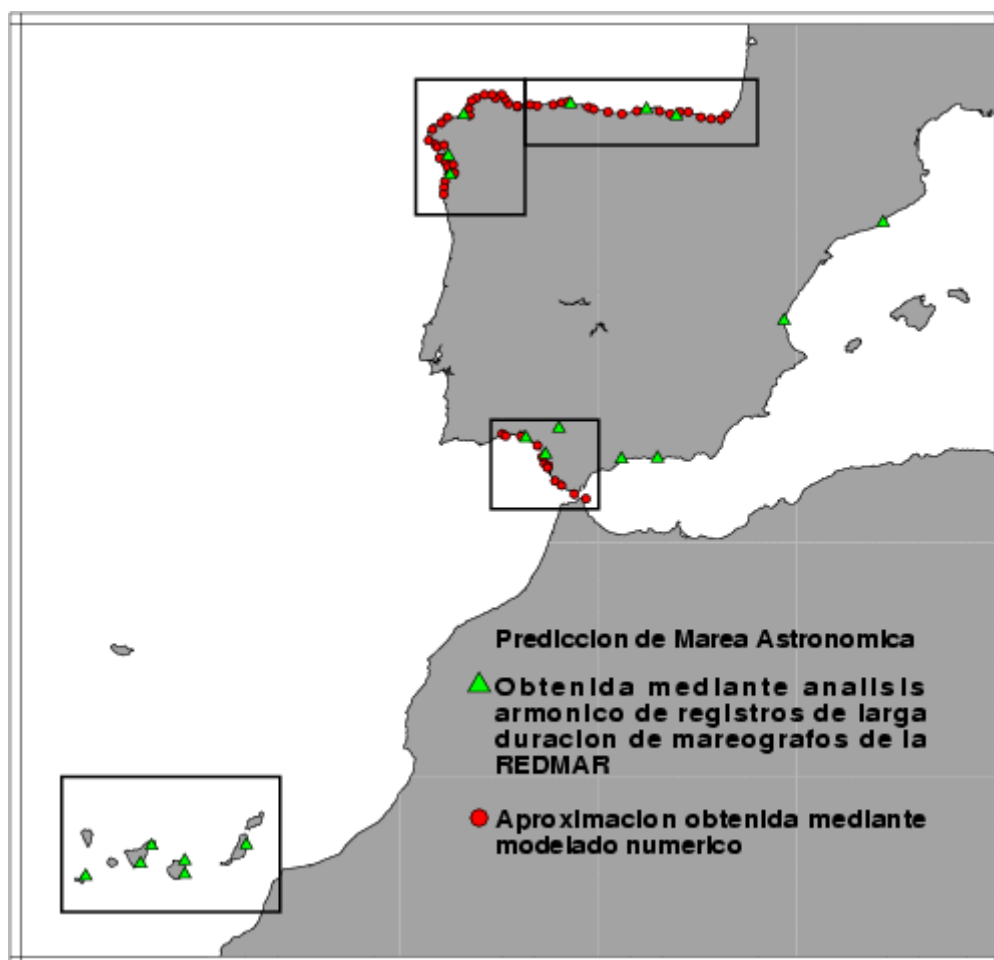 Prediccion de Marea Astronomica
Obtenida mediante analisis
armonico de registros de larga
duracion de mareografos de la
REDMAR
Aproximacion obtenida mediante
modelado numerico